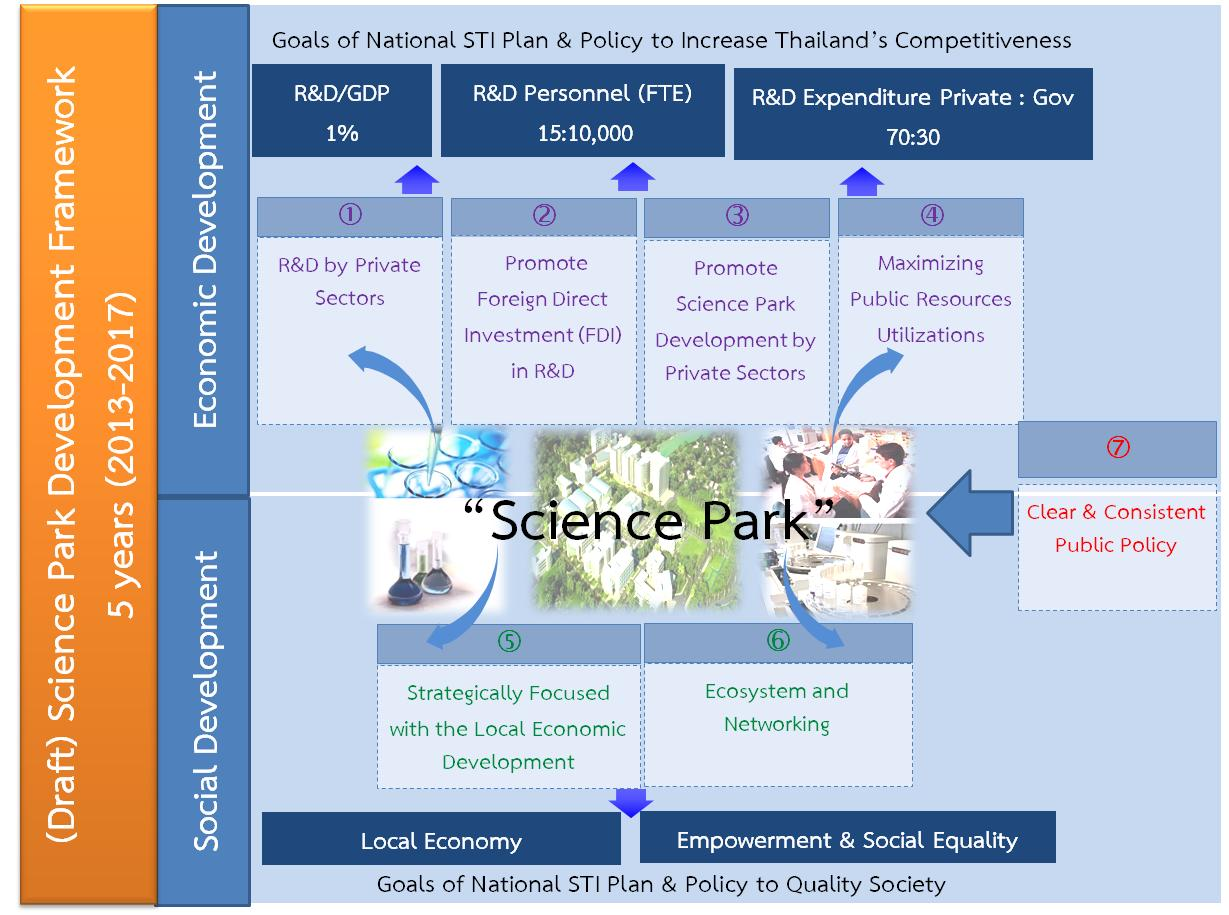 (Draft) Science Park Development Framework
5 years (2013-2017)
Economic Development
Goals of National STI Plan & Policy to Increase Thailand's Competitiveness
R&D/GDP
1%
R&D Personnel (FTE)
15:10,000
R&D Expenditure Private : Gov
70:30
①
R&D by Private
Sectors
②
Promote
Foreign Direct
Investment (FDI)
in R&D
③
Promote
Science Park
Development by
Private Sectors
④
Maximizing
Public Resources
Utilizations
“Science Park”
⑦
Clear & Consistent
Public Policy
Social Development
⑤
Strategically Focused
with the Local Economic
Development
⑥
Ecosystem and
Networking
Local Economy
Empowerment & Social Equality
Goals of National STI Plan & Policy to Quality Society